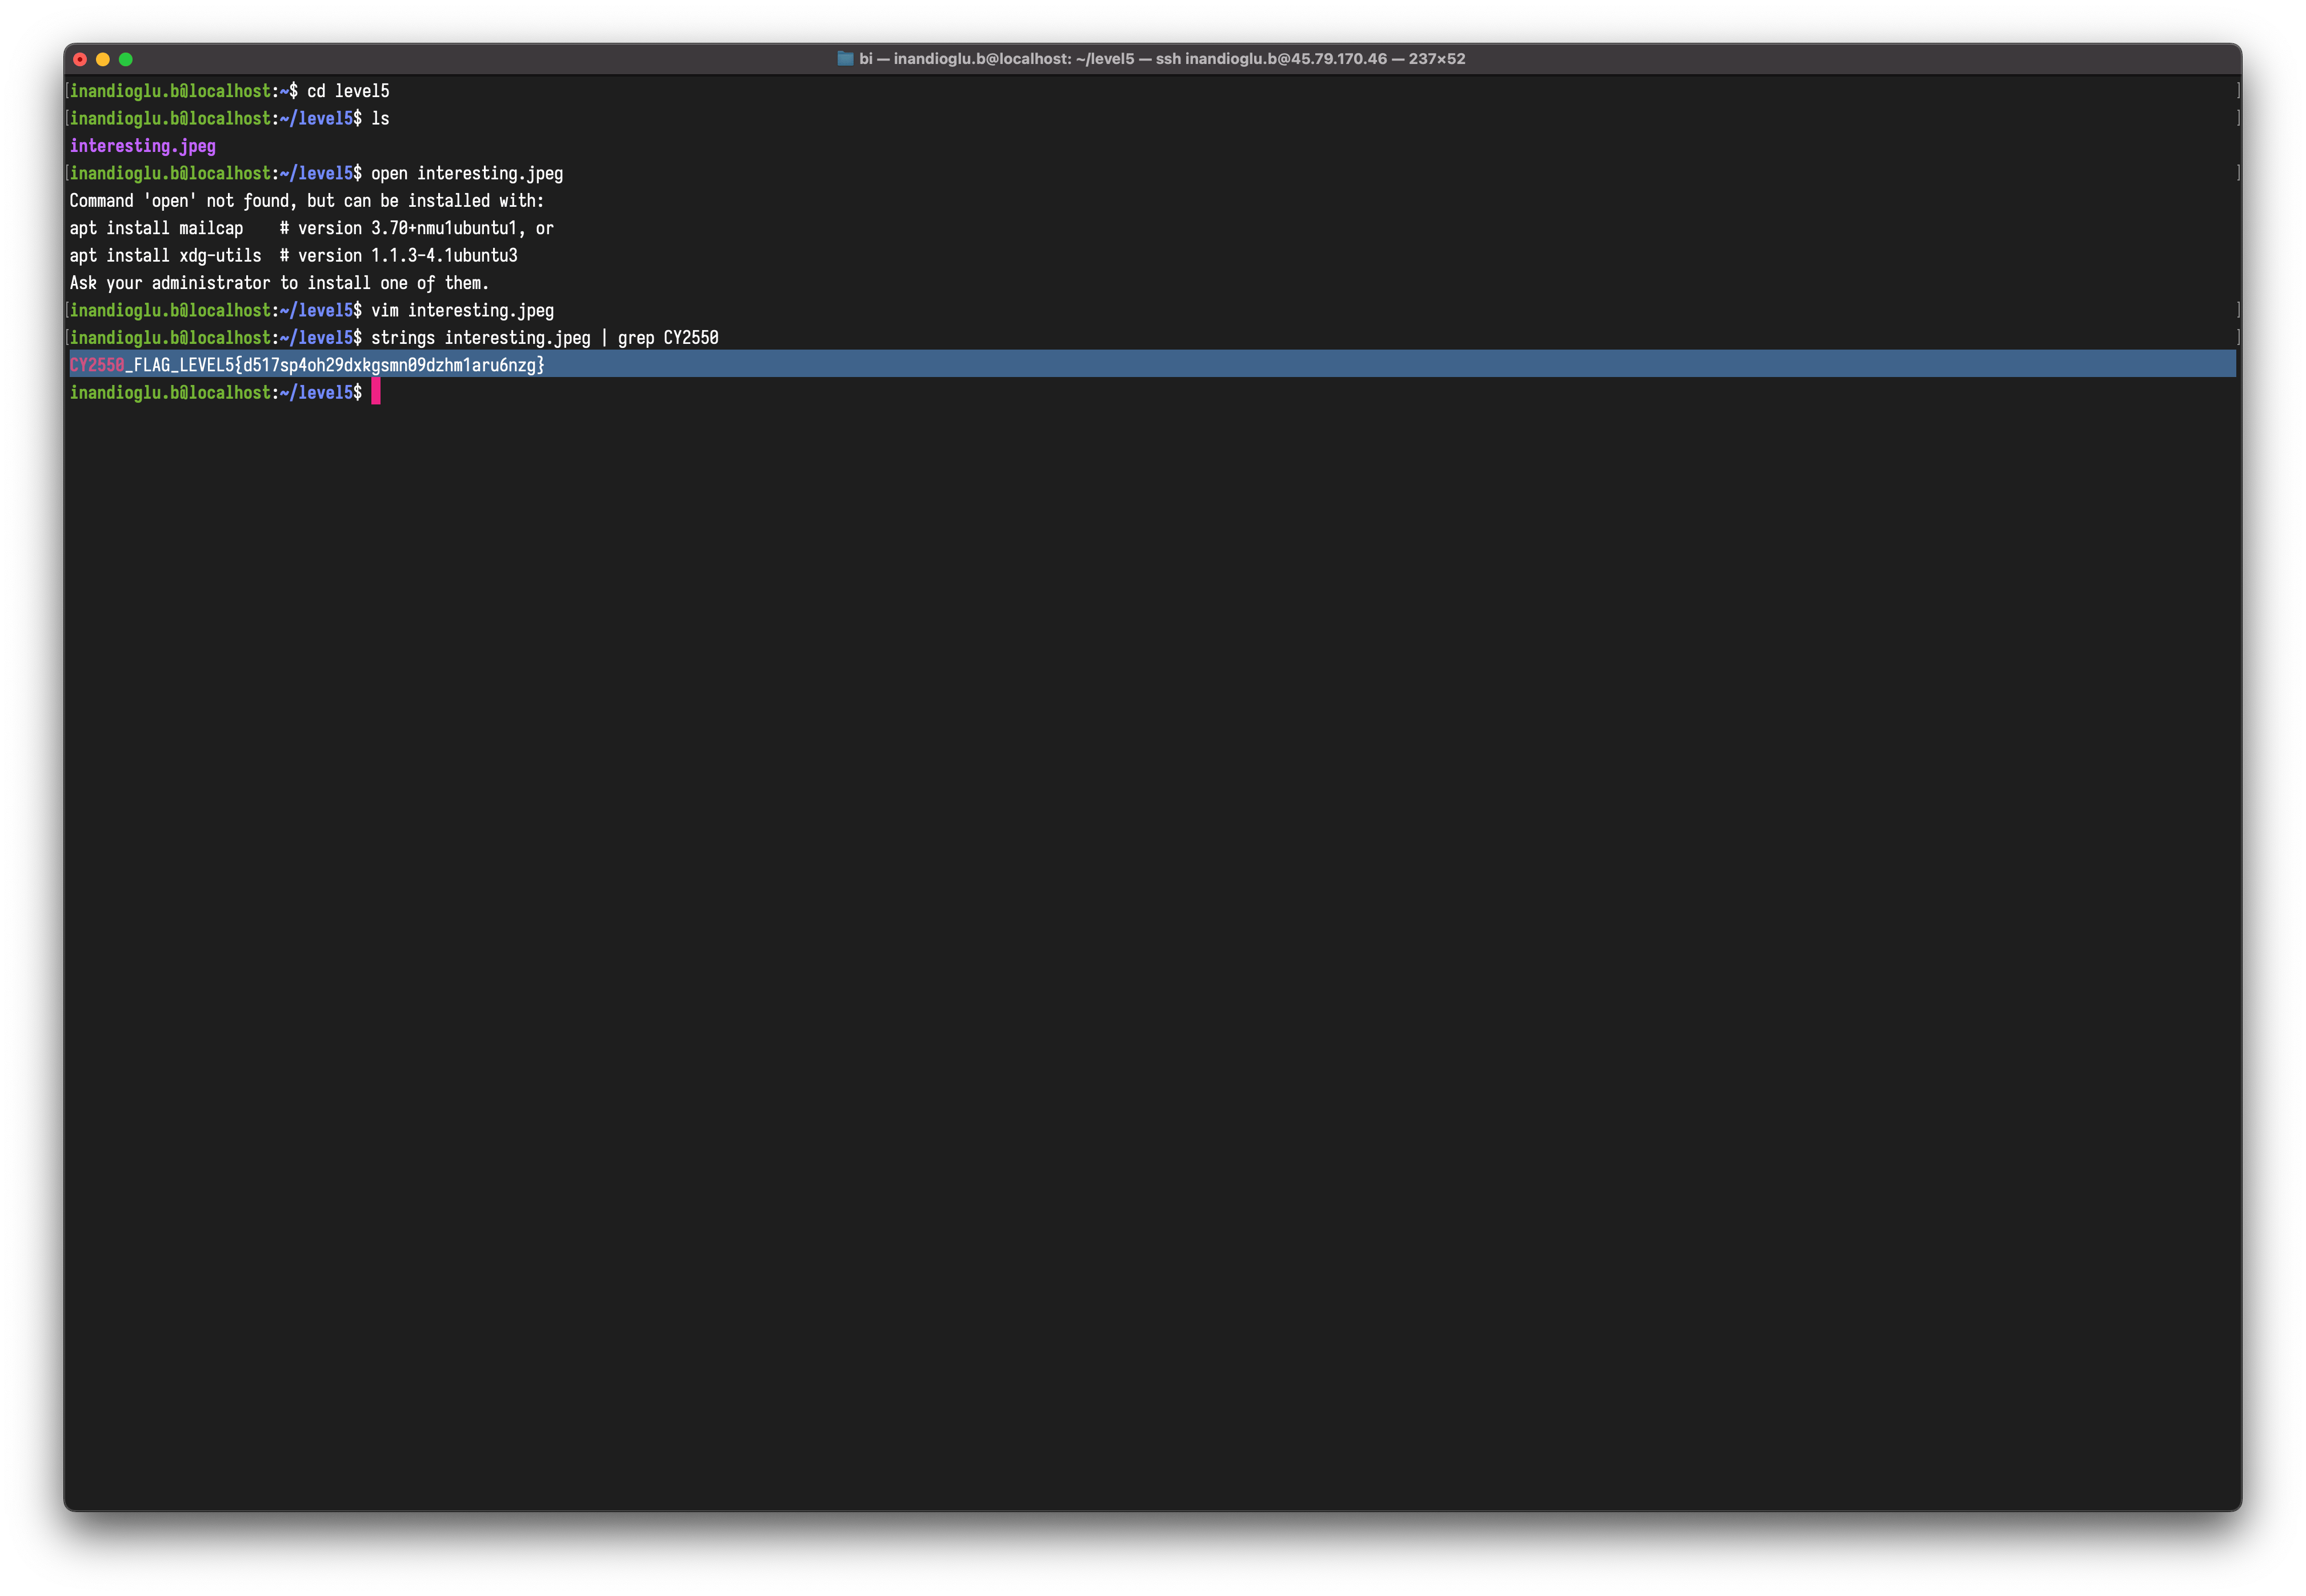 bi — inandioglu.b@localhost: ~/level5 — ssh inandioglu.b@45.79.170.46 — 237×52
[inandioglu.b@localhost:~$ cd level5 ]
[inandioglu.b@localhost:~/level5$ ls ]
interesting.jpeg
[inandioglu.b@localhost:~/level5$ open interesting.jpeg ]
Command 'open' not found, but can be installed with:
apt install mailcap    # version 3.70+nmu1ubuntu1, or
apt install xdg-utils  # version 1.1.3-4.1ubuntu3
Ask your administrator to install one of them.
[inandioglu.b@localhost:~/level5$ vim interesting.jpeg ]
[inandioglu.b@localhost:~/level5$ strings interesting.jpeg | grep CY2550 ]
CY2550_FLAG_LEVEL5{d517sp4oh29dxkgsmn09dzhm1aru6nzg}
inandioglu.b@localhost:~/level5$